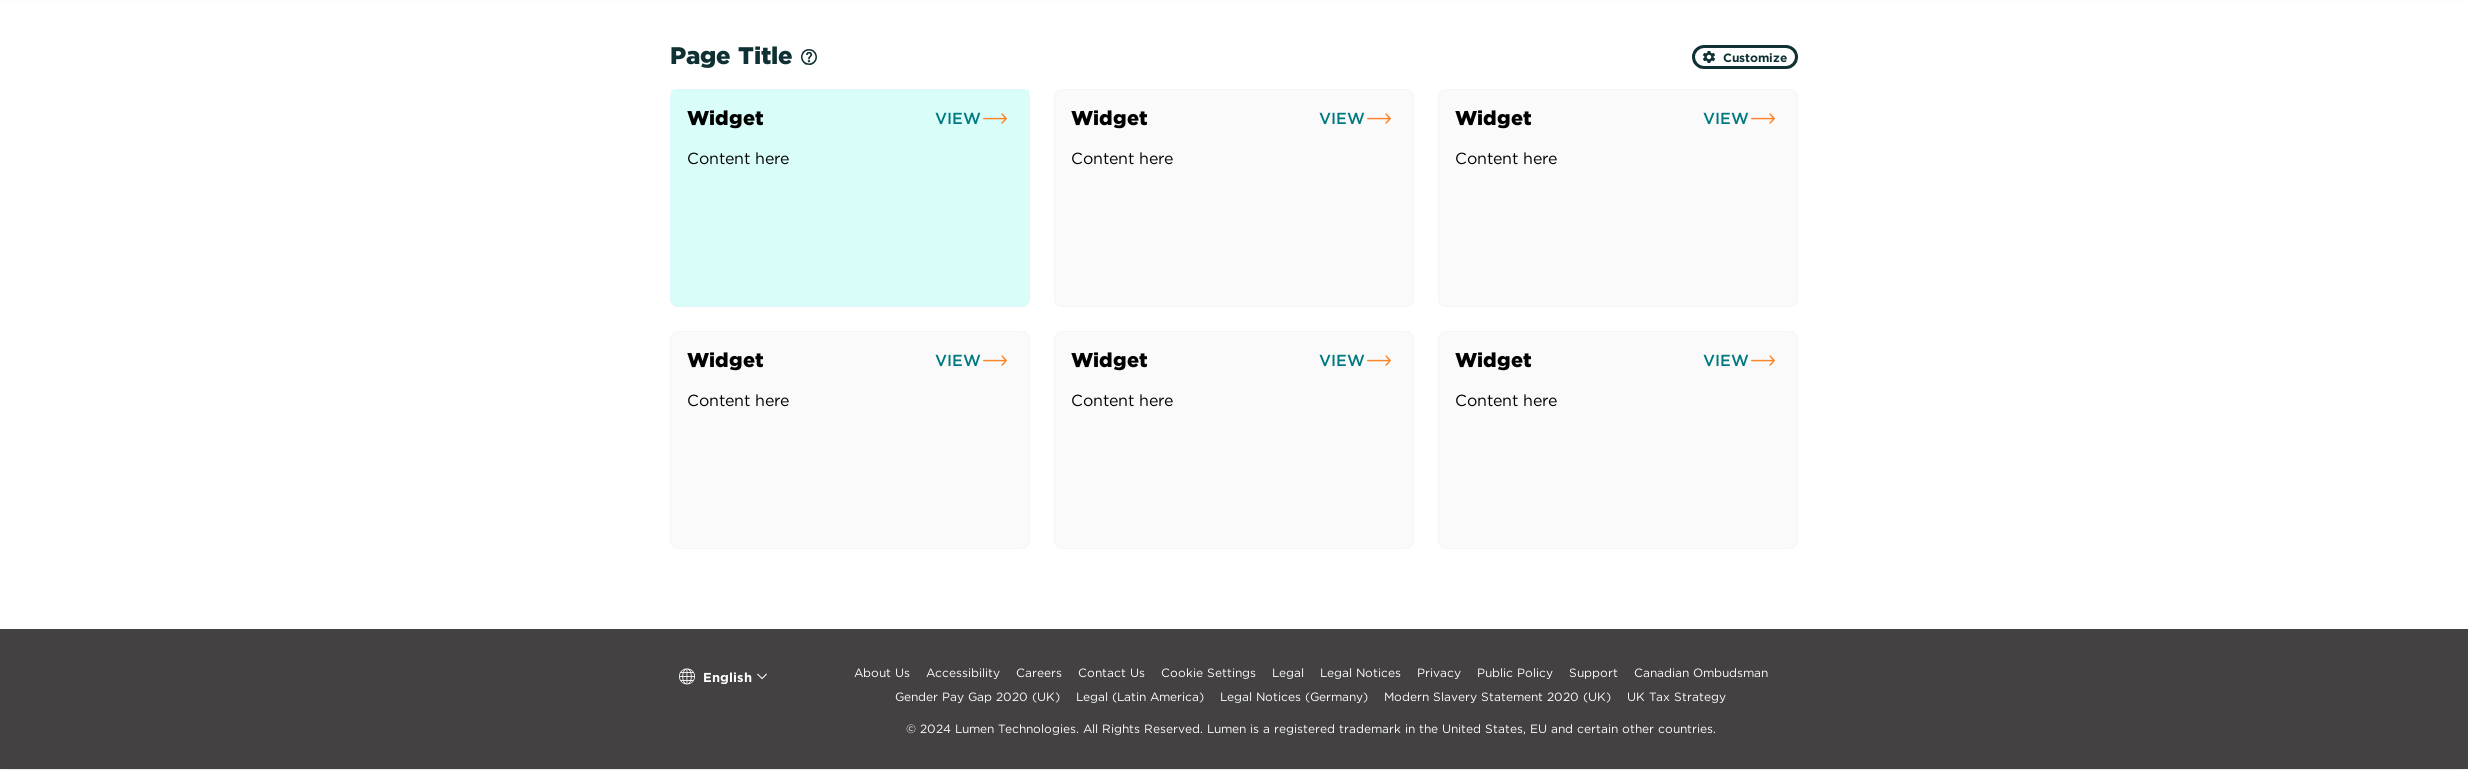 Page Title
Customize
Widget VIEW
Content here
Widget VIEW
Content here
Widget VIEW
Content here
Widget VIEW
Content here
Widget VIEW
Content here
Widget VIEW
Content here
English
About Us Accessibility Careers Contact Us Cookie Settings Legal Legal Notices Privacy Public Policy Support Canadian Ombudsman
Gender Pay Gap 2020 (UK) Legal (Latin America) Legal Notices (Germany) Modern Slavery Statement 2020 (UK) UK Tax Strategy
© 2024 Lumen Technologies. All Rights Reserved. Lumen is a registered trademark in the United States, EU and certain other countries.